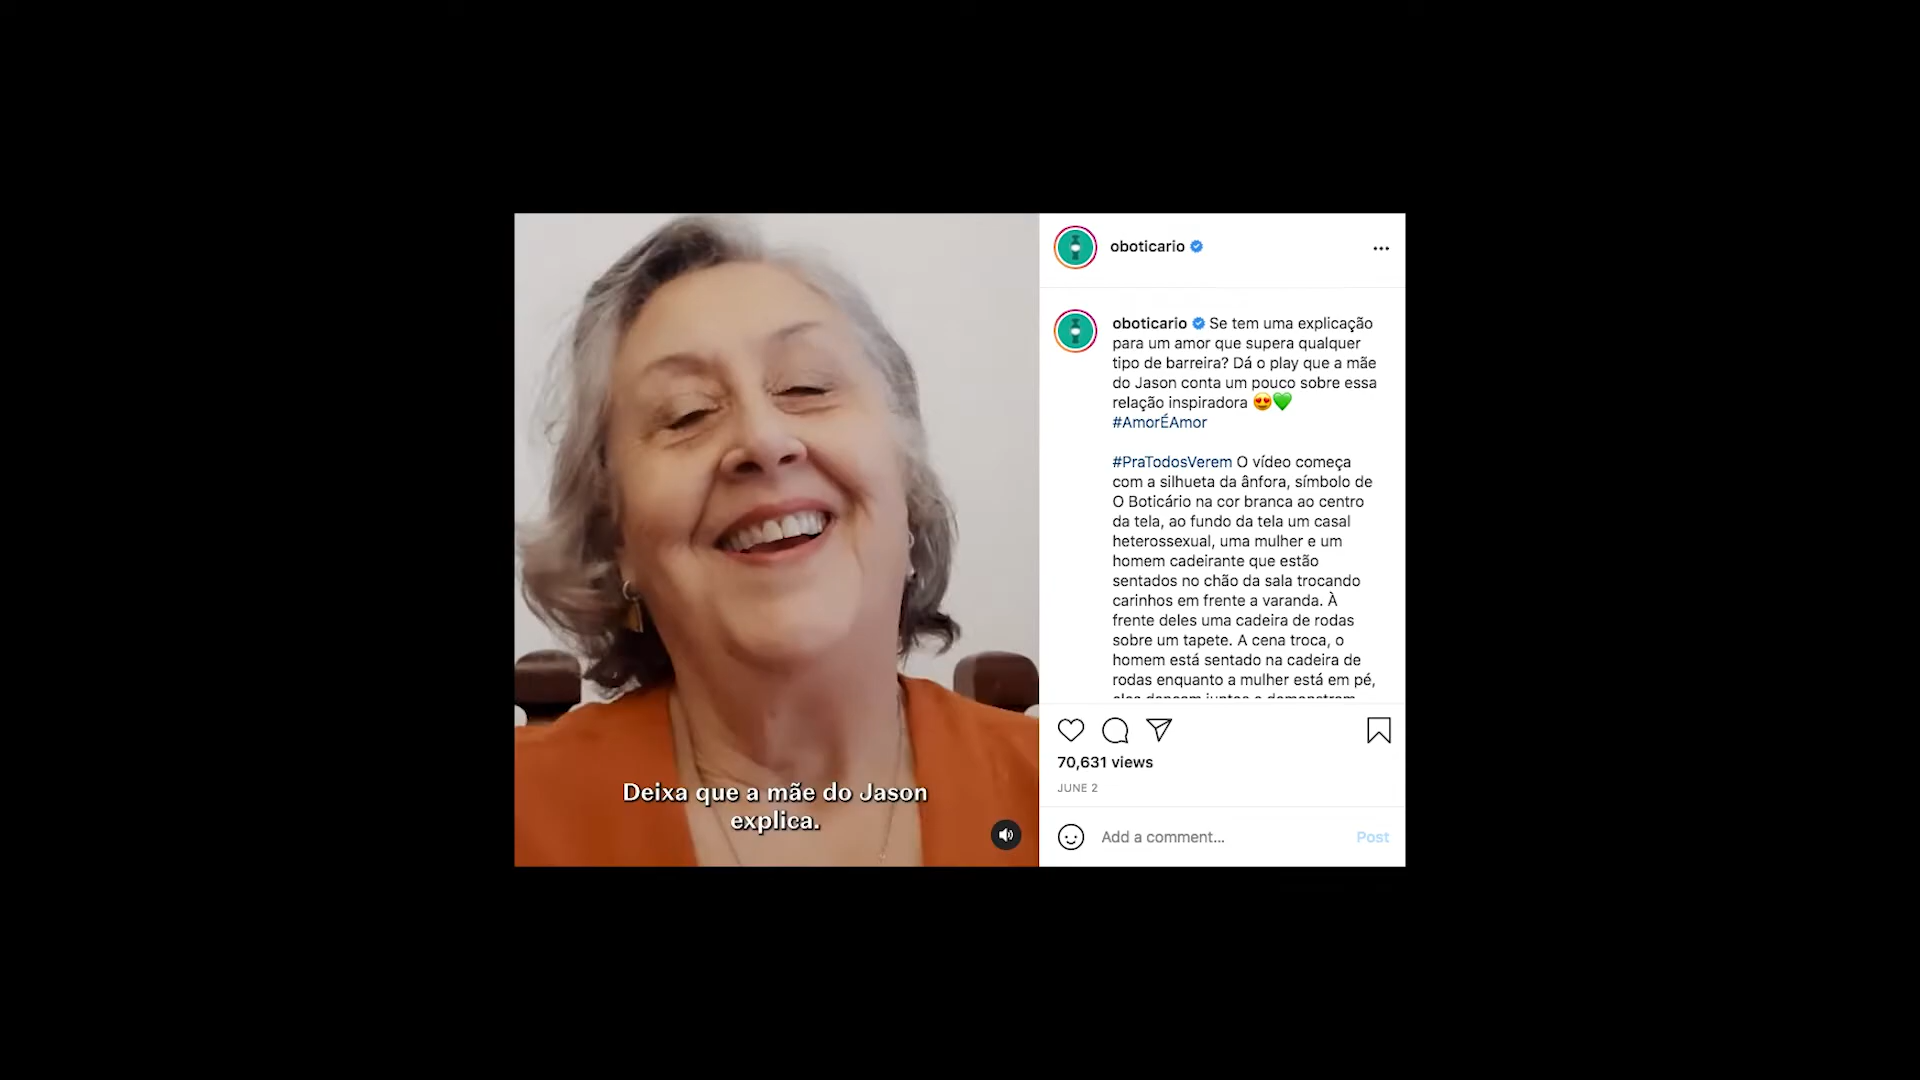 Deixa que a mãe do Jason
explica.
oboticario
oboticario Se tem uma explicação
para um amor que supera qualquer
tipo de barreira? Dá o play que a mãe
do Jason conta um pouco sobre essa
relação inspiradora 😍💚
#AmorÉAmor
#PraTodosVerem O vídeo começa
com a silhueta da ânfora, símbolo de
O Boticário na cor branca ao centro
da tela, ao fundo da tela um casal
heterossexual, uma mulher e um
homem cadeirante que estão
sentados no chão da sala trocando
carinhos em frente a varanda. À
frente deles uma cadeira de rodas
sobre um tapete. A cena troca, o
homem está sentado na cadeira de
rodas enquanto a mulher está em pé,
70,631 views
JUNE 2
Add a comment...
Post